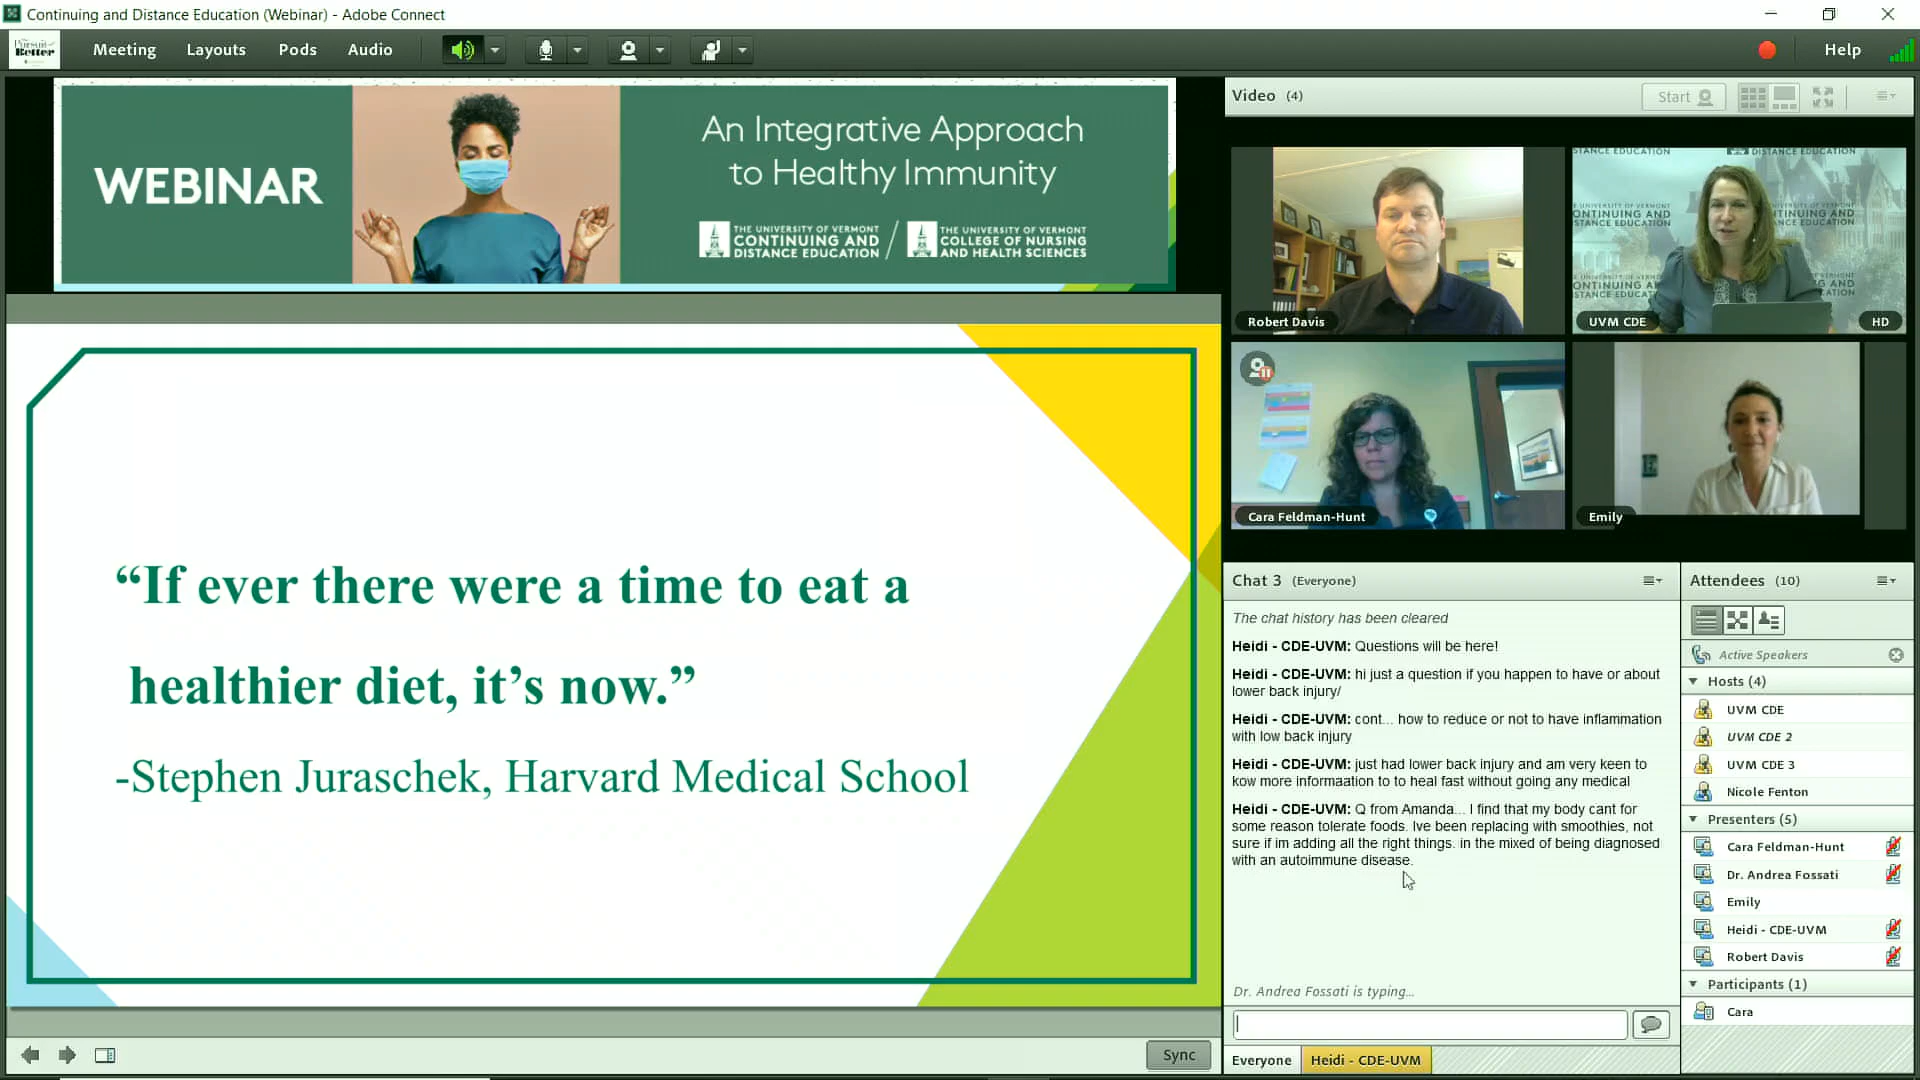 Continuing and Distance Education (Webinar) - Adobe Connect
Pursuit of
Better
Meeting
Layouts
Pods
Audio
Help
WEBINAR
An Integrative Approach
to Healthy Immunity
THE UNIVERSITY OF VERMONT
CONTINUING AND
DISTANCE EDUCATION
THE UNIVERSITY OF VERMONT
COLLEGE OF NURSING
AND HEALTH SCIENCES
“If ever there were a time to eat a
healthier diet, it’s now.”
-Stephen Juraschek, Harvard Medical School
Sync
Video (4)
Start
Robert Davis
DISTANCE EDUCATION
CONTINUING AND
UVM CDE
HD
Cara Feldman-Hunt
Emily
Chat 3 (Everyone)
The chat history has been cleared
Heidi - CDE-UVM: Questions will be here!
Heidi - CDE-UVM: hi just a question if you happen to have or about
lower back injury/
Heidi - CDE-UVM: cont... how to reduce or not to have inflammation
with low back injury
Heidi - CDE-UVM: just had lower back injury and am very keen to
kow more informaation to to heal fast without going any medical
Heidi - CDE-UVM: Q from Amanda... I find that my body cant for
some reason tolerate foods. Ive been replacing with smoothies, not
sure if im adding all the right things. in the mixed of being diagnosed
with an autoimmune disease.
Dr. Andrea Fossati is typing...
Everyone
Heidi - CDE-UVM
Attendees (10)
Active Speakers
Hosts (4)
UVM CDE
UVM CDE 2
UVM CDE 3
Nicole Fenton
Presenters (5)
Cara Feldman-Hunt
Dr. Andrea Fossati
Emily
Heidi - CDE-UVM
Robert Davis
Participants (1)
Cara